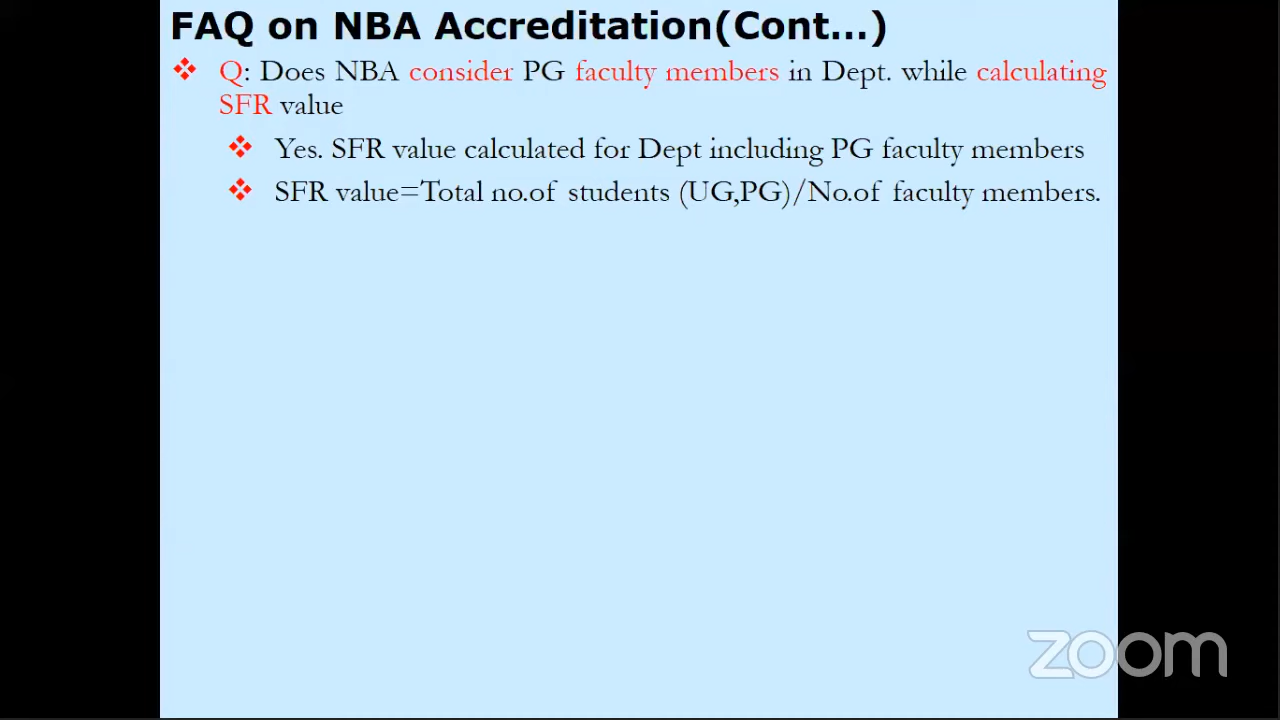 FAQ on NBA Accreditation(Cont...)
Q: Does NBA consider PG faculty members in Dept. while calculating
SFR value
Yes. SFR value calculated for Dept including PG faculty members
SFR value=Total no.of students (UG,PG)/No.of faculty members.
zoom